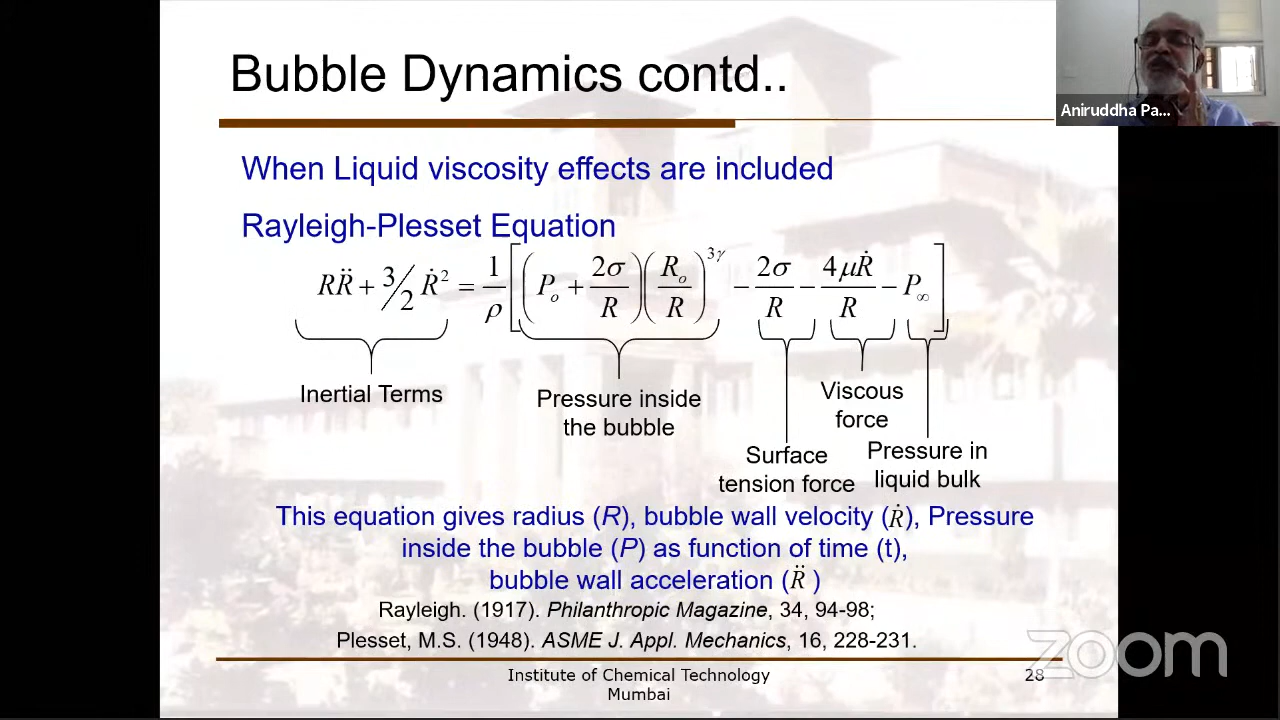 Bubble Dynamics contd..
Aniruddha Pa...
When Liquid viscosity effects are included
Rayleigh-Plesset Equation
RR̈ + 3/2 Ṙ² = 1/ρ [ (Pₒ + 2σ/R) (Rₒ/R)^3γ − 2σ/R − 4μṘ/R − P∞ ]
Inertial Terms
Pressure inside
the bubble
Viscous
force
Surface
tension force
Pressure in
liquid bulk
This equation gives radius (R), bubble wall velocity (Ṙ), Pressure
inside the bubble (P) as function of time (t),
bubble wall acceleration (R̈ )
Rayleigh. (1917). Philanthropic Magazine, 34, 94-98;
Plesset, M.S. (1948). ASME J. Appl. Mechanics, 16, 228-231.
Institute of Chemical Technology
Mumbai
28
zoom